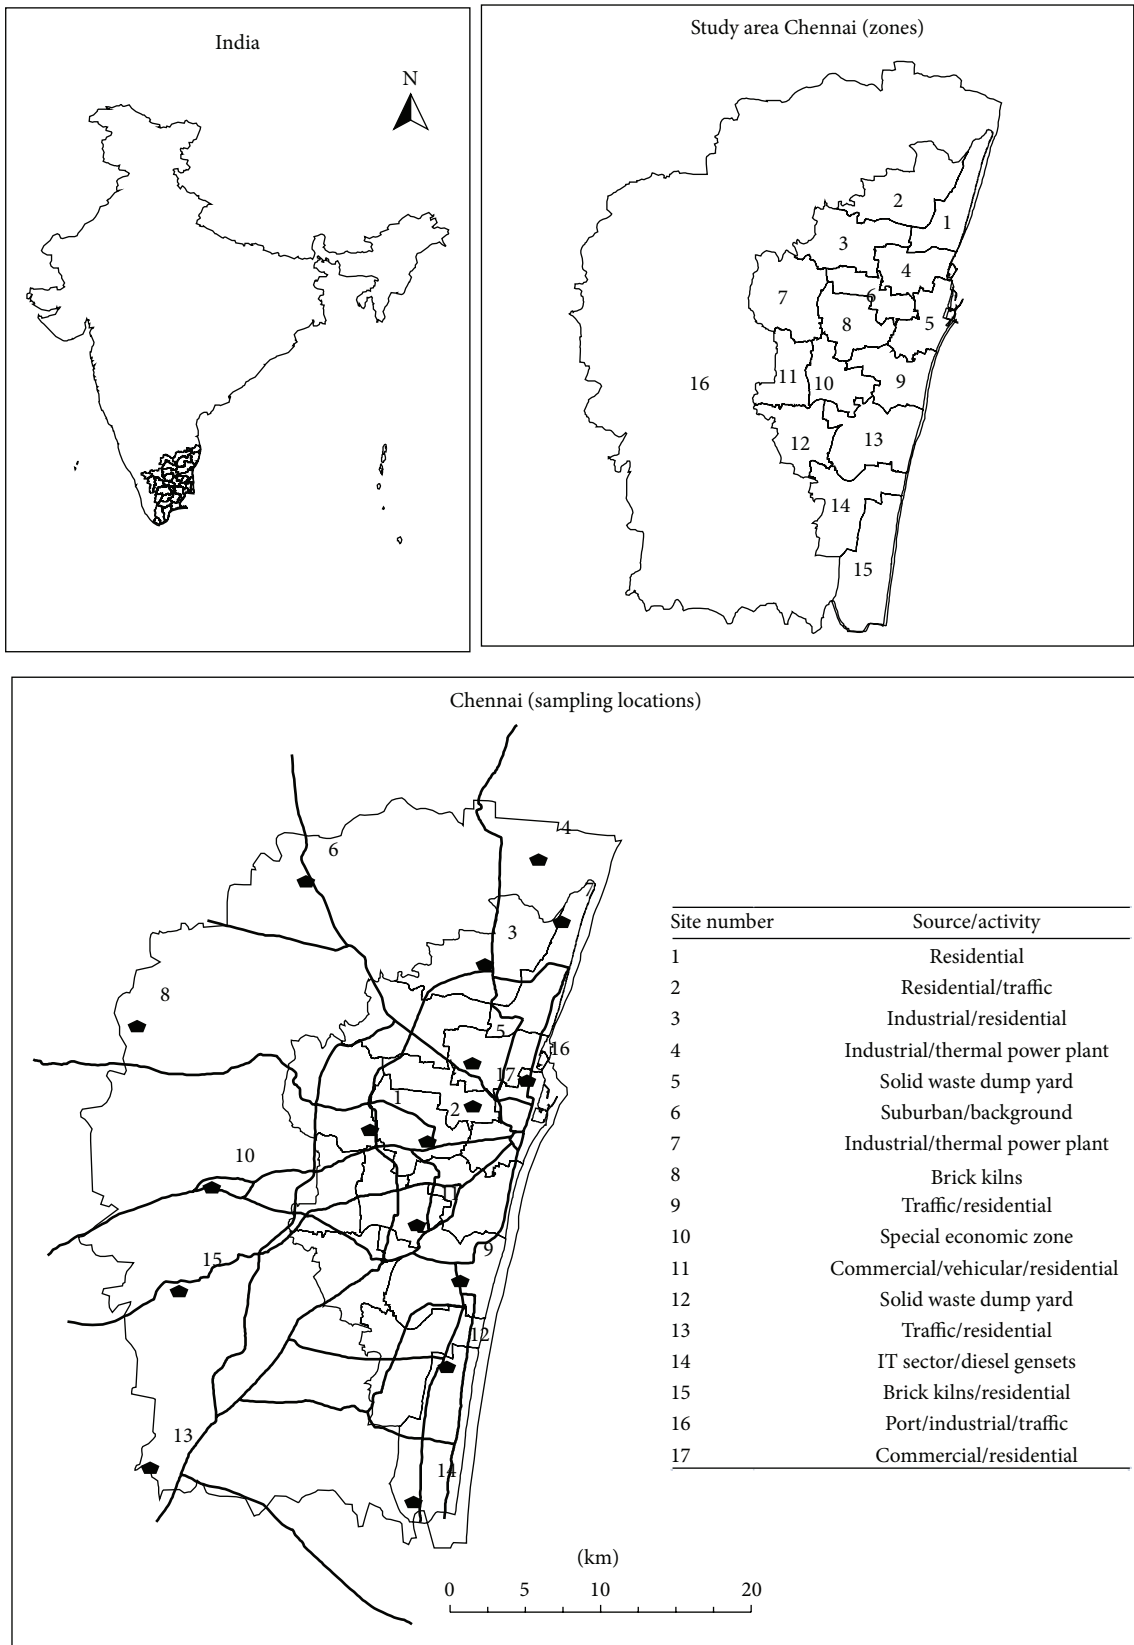 India
N
Study area Chennai (zones)
2
1
3
4
7
6
8
5
16
11
10
9
12
13
14
15
Chennai (sampling locations)
4
6
7
3
8
5
16
17
1
2
10
11
15
9
12
13
14
(km)
0 5 10 20
Site number Source/activity
1 Residential
2 Residential/traffic
3 Industrial/residential
4 Industrial/thermal power plant
5 Solid waste dump yard
6 Suburban/background
7 Industrial/thermal power plant
8 Brick kilns
9 Traffic/residential
10 Special economic zone
11 Commercial/vehicular/residential
12 Solid waste dump yard
13 Traffic/residential
14 IT sector/diesel gensets
15 Brick kilns/residential
16 Port/industrial/traffic
17 Commercial/residential